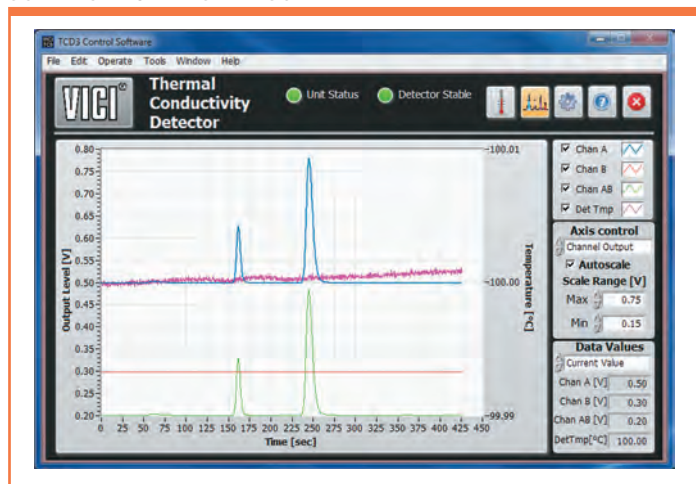 TCD3 Control Software
File Edit Operate Tools Window Help
VICI®
Thermal
Conductivity
Detector
Unit Status
Detector Stable
0.80
0.75
0.70
0.65
0.60
0.55
0.50
0.45
0.40
0.35
0.30
0.25
0.20
Output Level [V]
0 25 50 75 100 125 150 175 200 225 250 275 300 325 350 375 400 425 450
Time [sec]
100.01
100.00
99.99
Temperature [ºC]
Chan A
Chan B
Chan AB
Det Tmp
Axis control
Channel Output
Autoscale
Scale Range [V]
Max 0.75
Min 0.15
Data Values
Current Value
Chan A [V] 0.50
Chan B [V] 0.30
Chan AB [V] 0.20
DetTmp[ºC] 100.00